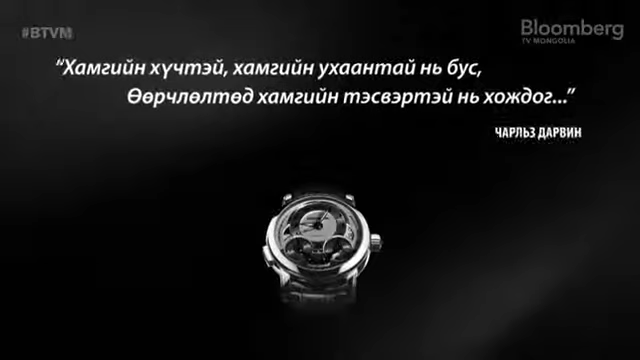 #BTVM
Bloomberg
TV MONGOLIA
“Хамгийн хүчтэй, хамгийн ухаантай нь бус,
Өөрчлөлтөд хамгийн тэсвэртэй нь хождог...”
ЧАРЛЬЗ ДАРВИН